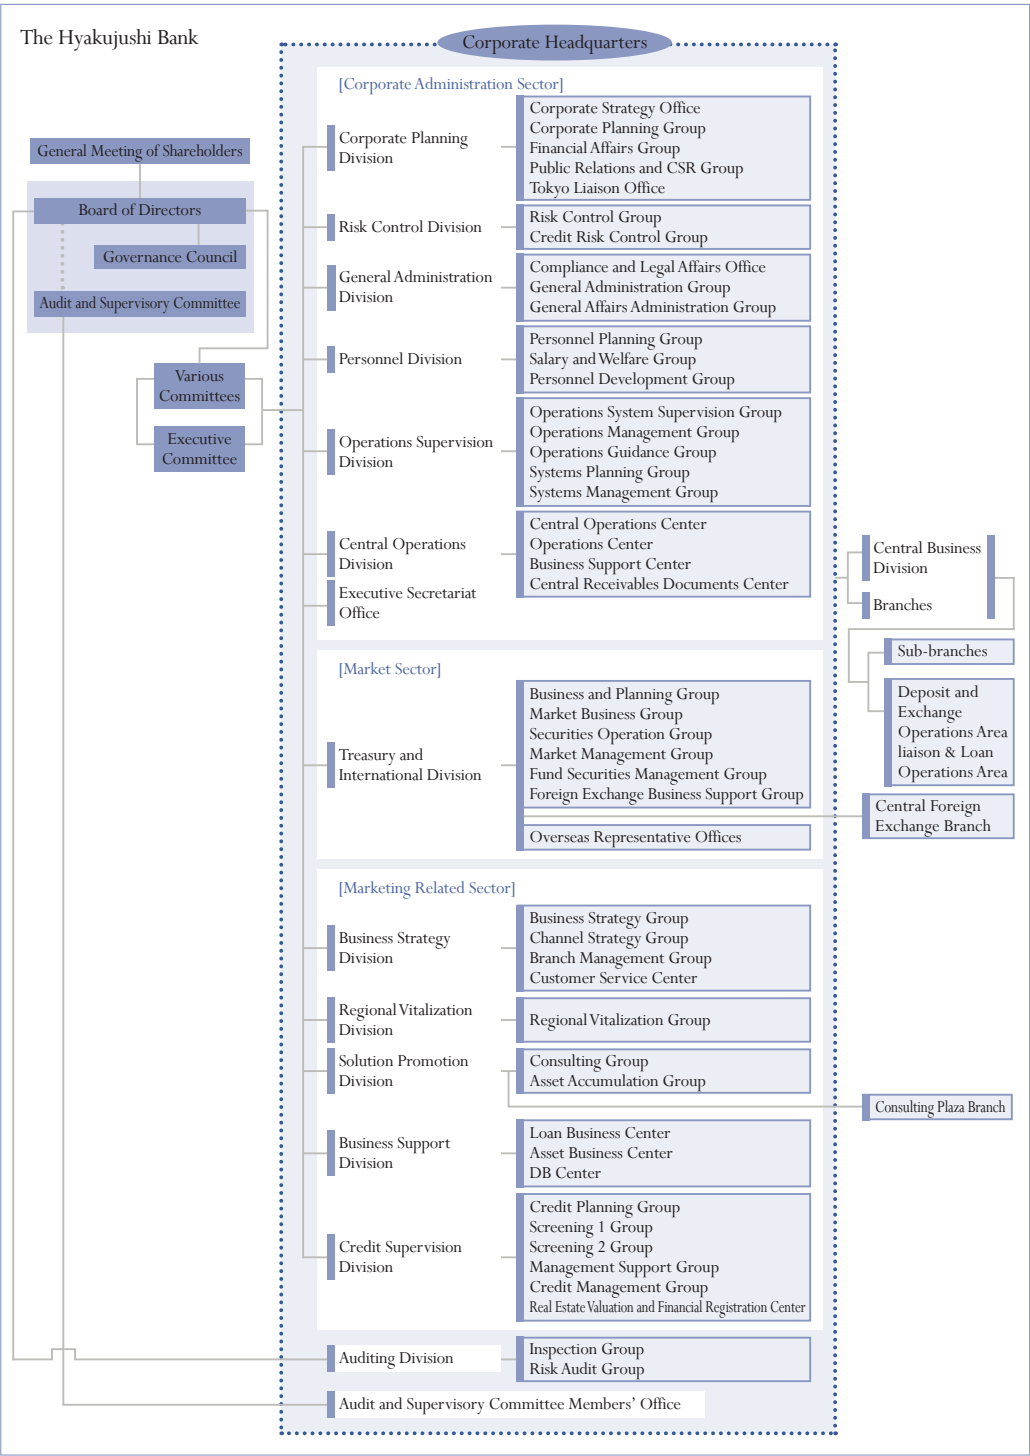 The Hyakujushi Bank
Corporate Headquarters
General Meeting of Shareholders
Board of Directors
Governance Council
Audit and Supervisory Committee
Various
Committees
Executive
Committee
[Corporate Administration Sector]
Corporate Planning
Division
Corporate Strategy Office
Corporate Planning Group
Financial Affairs Group
Public Relations and CSR Group
Tokyo Liaison Office
Risk Control Division
Risk Control Group
Credit Risk Control Group
General Administration
Division
Compliance and Legal Affairs Office
General Administration Group
General Affairs Administration Group
Personnel Division
Personnel Planning Group
Salary and Welfare Group
Personnel Development Group
Operations Supervision
Division
Operations System Supervision Group
Operations Management Group
Operations Guidance Group
Systems Planning Group
Systems Management Group
Central Operations
Division
Central Operations Center
Operations Center
Business Support Center
Central Receivables Documents Center
Executive Secretariat
Office
[Market Sector]
Treasury and
International Division
Business and Planning Group
Market Business Group
Securities Operation Group
Market Management Group
Fund Securities Management Group
Foreign Exchange Business Support Group
Overseas Representative Offices
[Marketing Related Sector]
Business Strategy
Division
Business Strategy Group
Channel Strategy Group
Branch Management Group
Customer Service Center
Regional Vitalization
Division
Regional Vitalization Group
Solution Promotion
Division
Consulting Group
Asset Accumulation Group
Business Support
Division
Loan Business Center
Asset Business Center
DB Center
Credit Supervision
Division
Credit Planning Group
Screening 1 Group
Screening 2 Group
Management Support Group
Credit Management Group
Real Estate Valuation and Financial Registration Center
Auditing Division
Inspection Group
Risk Audit Group
Audit and Supervisory Committee Members’ Office
Central Business
Division
Branches
Sub-branches
Deposit and
Exchange
Operations Area
liaison & Loan
Operations Area
Central Foreign
Exchange Branch
Consulting Plaza Branch